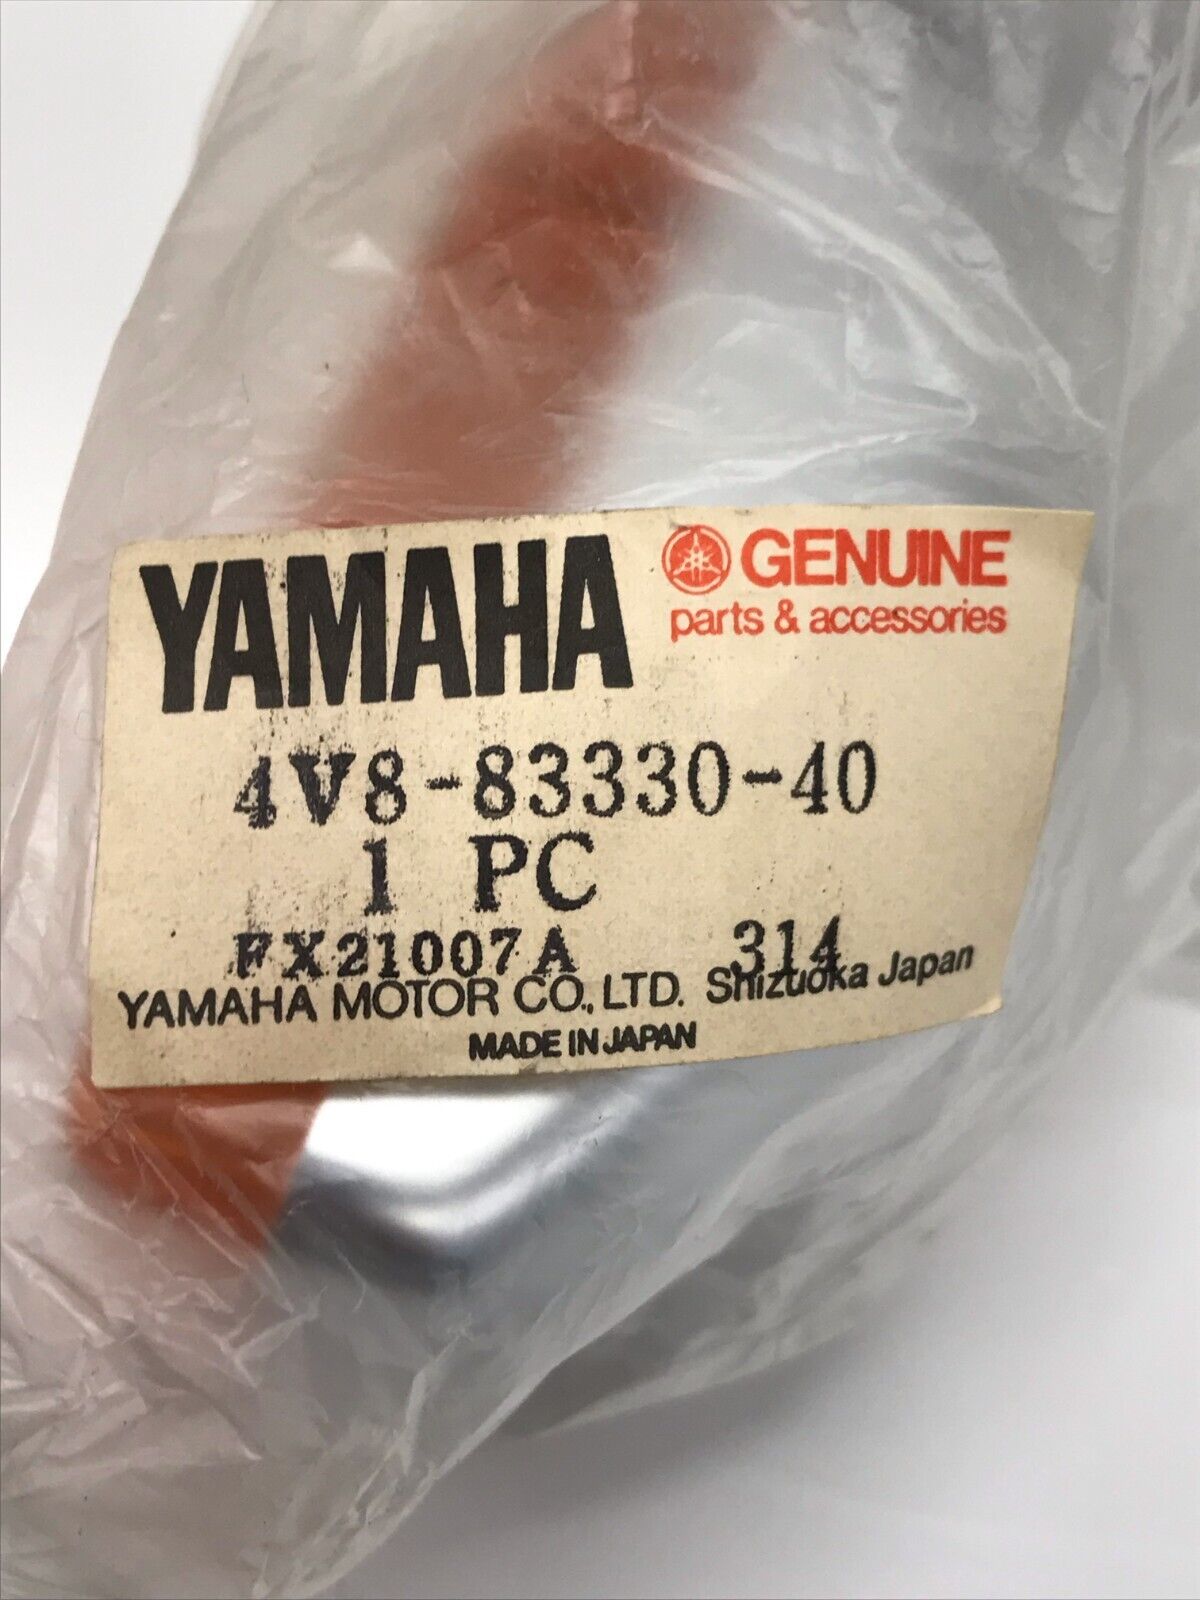 YAMAHA GENUINE
parts & accessories
4V8-83330-40
1 PC
FX21007A 314
YAMAHA MOTOR CO., LTD. Shizuoka Japan
MADE IN JAPAN